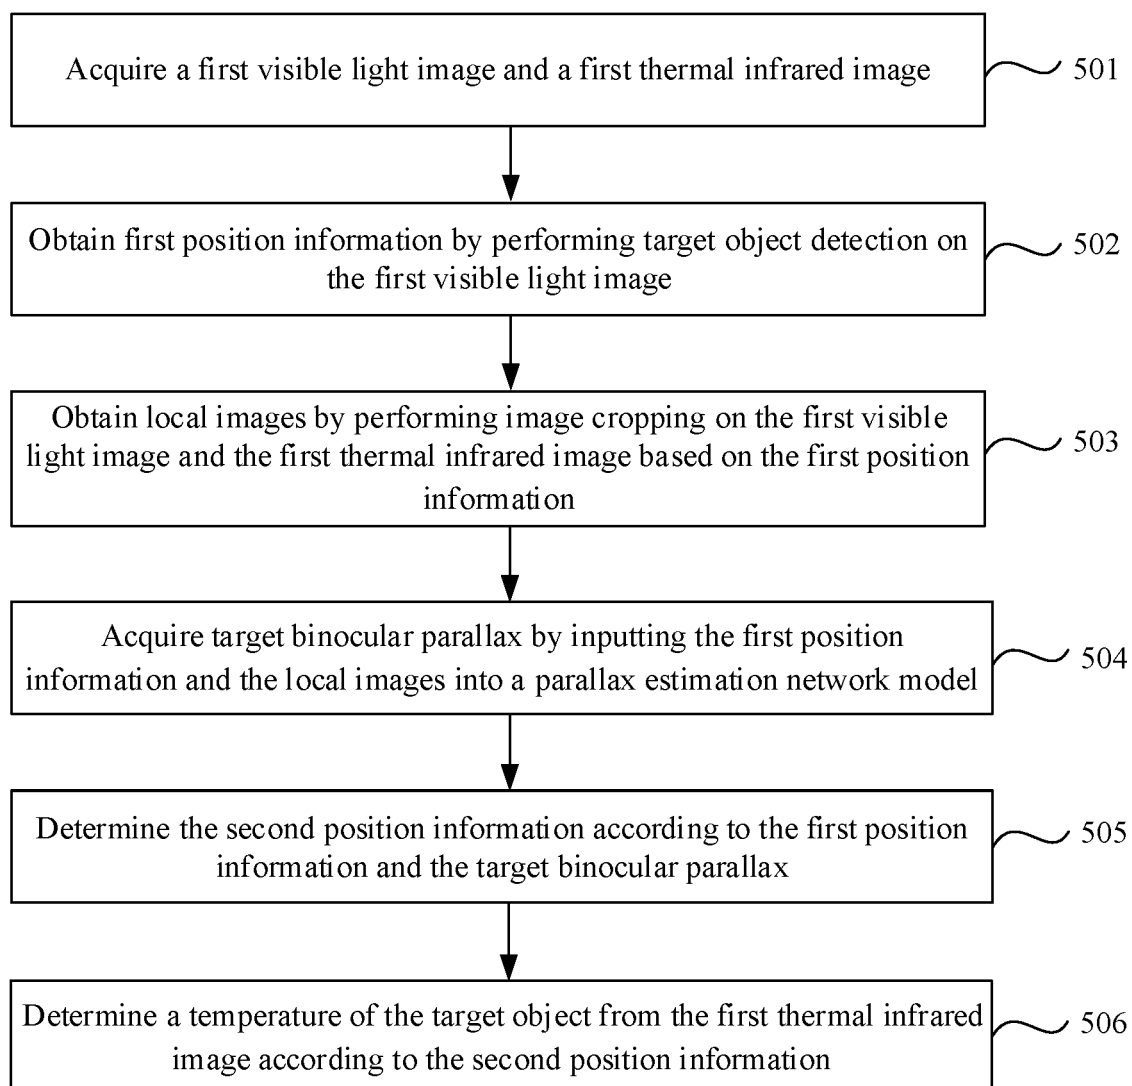 Acquire a first visible light image and a first thermal infrared image
501
Obtain first position information by performing target object detection on
the first visible light image
502
Obtain local images by performing image cropping on the first visible
light image and the first thermal infrared image based on the first position
information
503
Acquire target binocular parallax by inputting the first position
information and the local images into a parallax estimation network model
504
Determine the second position information according to the first position
information and the target binocular parallax
505
Determine a temperature of the target object from the first thermal infrared
image according to the second position information
506